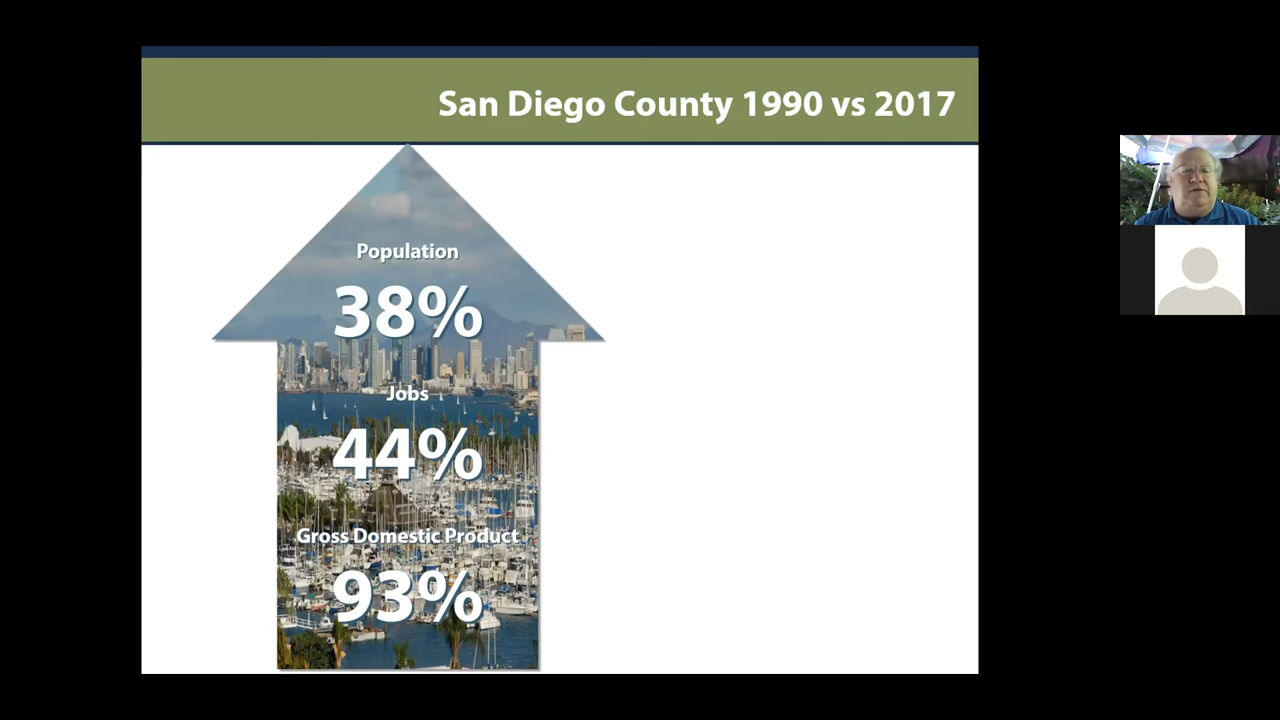 San Diego County 1990 vs 2017
Population
38%
Jobs
44%
Gross Domestic Product
93%